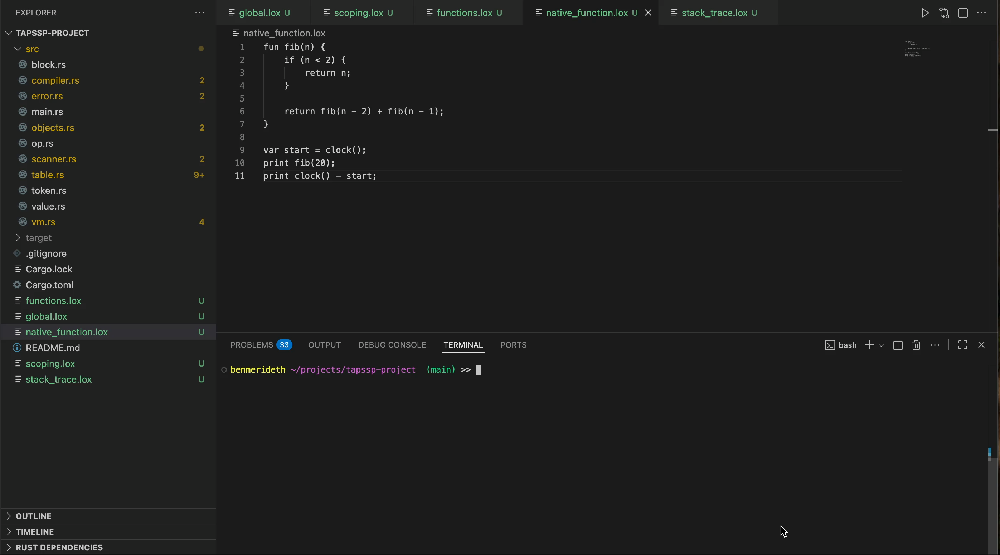 EXPLORER
TAPSSP-PROJECT
src
block.rs
compiler.rs 2
error.rs 2
main.rs
objects.rs 2
op.rs
scanner.rs 2
table.rs 9+
token.rs
value.rs
vm.rs 4
target
.gitignore
Cargo.lock
Cargo.toml
functions.lox U
global.lox U
native_function.lox U
README.md
scoping.lox U
stack_trace.lox U
OUTLINE
TIMELINE
RUST DEPENDENCIES
global.lox U scoping.lox U functions.lox U native_function.lox U stack_trace.lox U
native_function.lox
1 fun fib(n) {
2 if (n < 2) {
3 return n;
4 }
5
6 return fib(n - 2) + fib(n - 1);
7 }
8
9 var start = clock();
10 print fib(20);
11 print clock() - start;
PROBLEMS 33 OUTPUT DEBUG CONSOLE TERMINAL PORTS bash
benmerideth ~/projects/tapssp-project (main) >>